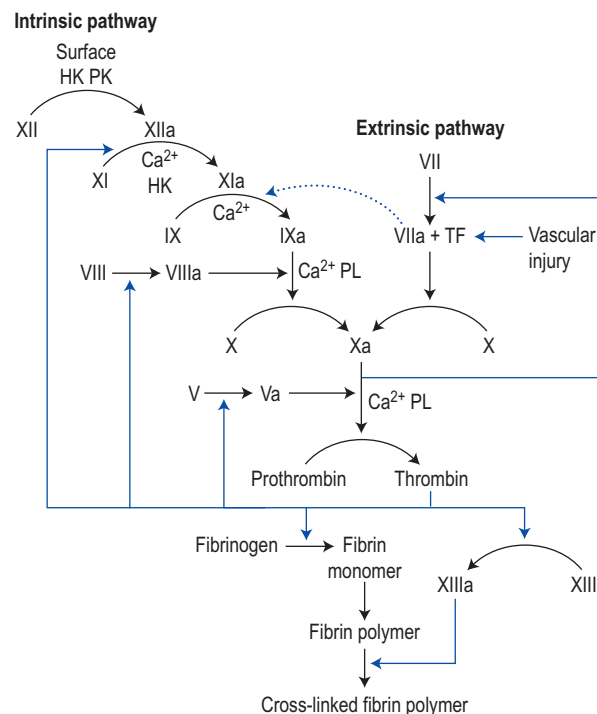 Intrinsic pathway
Surface
HK PK
XII
XIIa
Extrinsic pathway
Ca²⁺
HK
XI
XIa
VII
Ca²⁺
IX
IXa
VIIa + TF
Vascular
injury
VIII
VIIIa
Ca²⁺ PL
X
Xa
X
V
Va
Ca²⁺ PL
Prothrombin
Thrombin
Fibrinogen
Fibrin
monomer
XIIIa
XIII
Fibrin polymer
Cross-linked fibrin polymer